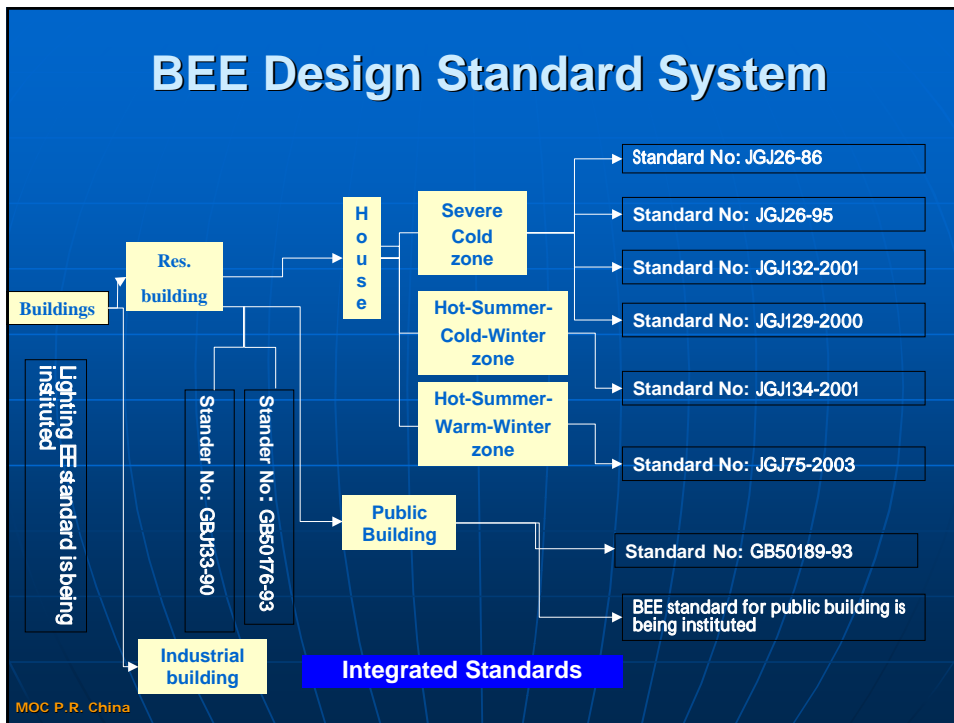 BEE Design Standard System
Standard No: JGJ26-86
Standard No: JGJ26-95
Standard No: JGJ132-2001
Standard No: JGJ129-2000
Standard No: JGJ134-2001
Standard No: JGJ75-2003
Standard No: GB50189-93
BEE standard for public building is
being instituted
H
o
u
s
e
Severe
Cold
zone
Hot-Summer-
Cold-Winter
zone
Hot-Summer-
Warm-Winter
zone
Public
Building
Res.
building
Buildings
Lighting EE standard is being
instituted
Stander No: GBJ133-90
Stander No: GB50176-93
Industrial
building
Integrated Standards
MOC P.R. China